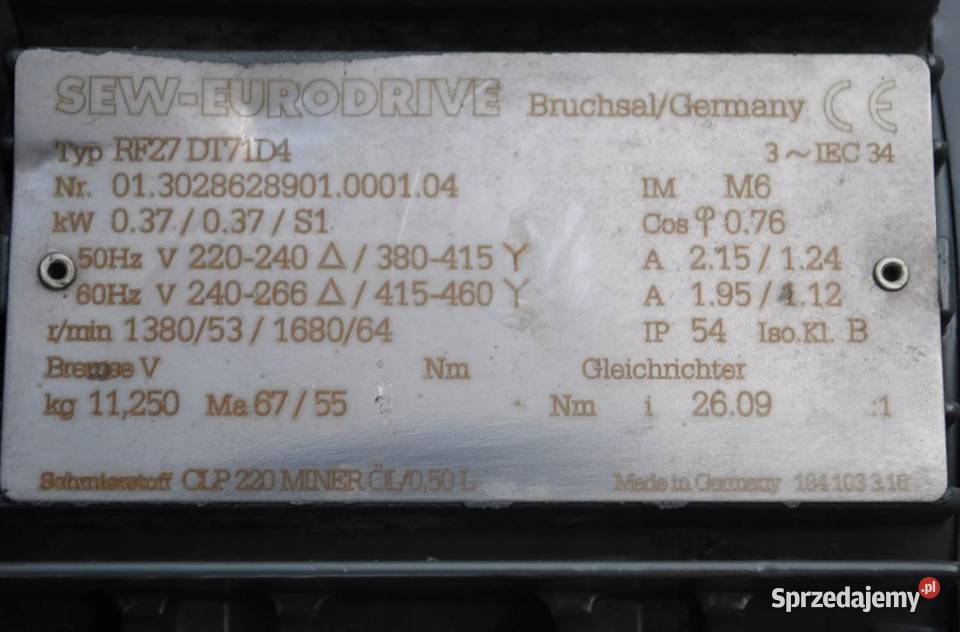 SEW-EURODRIVE Bruchsal/Germany CE
Typ RF27 DT71D4 3 ~ IEC 34
Nr. 01.3028628901.0001.04 IM M6
kW 0.37 / 0.37 / S1 Cos φ 0.76
50Hz V 220-240 Δ / 380-415 Y A 2.15 / 1.24
60Hz V 240-266 Δ / 415-460 Y A 1.95 / 1.12
r/min 1380/53 / 1680/64 IP 54 Iso.Kl. B
Bremse V Nm Gleichrichter
kg 11,250 Ma 67 / 55 Nm i 26.09 :1
Schmierstoff CLP 220 MINER.ÖL/0,50 L Made in Germany 184 103 3.16
Sprzedajemy.pl